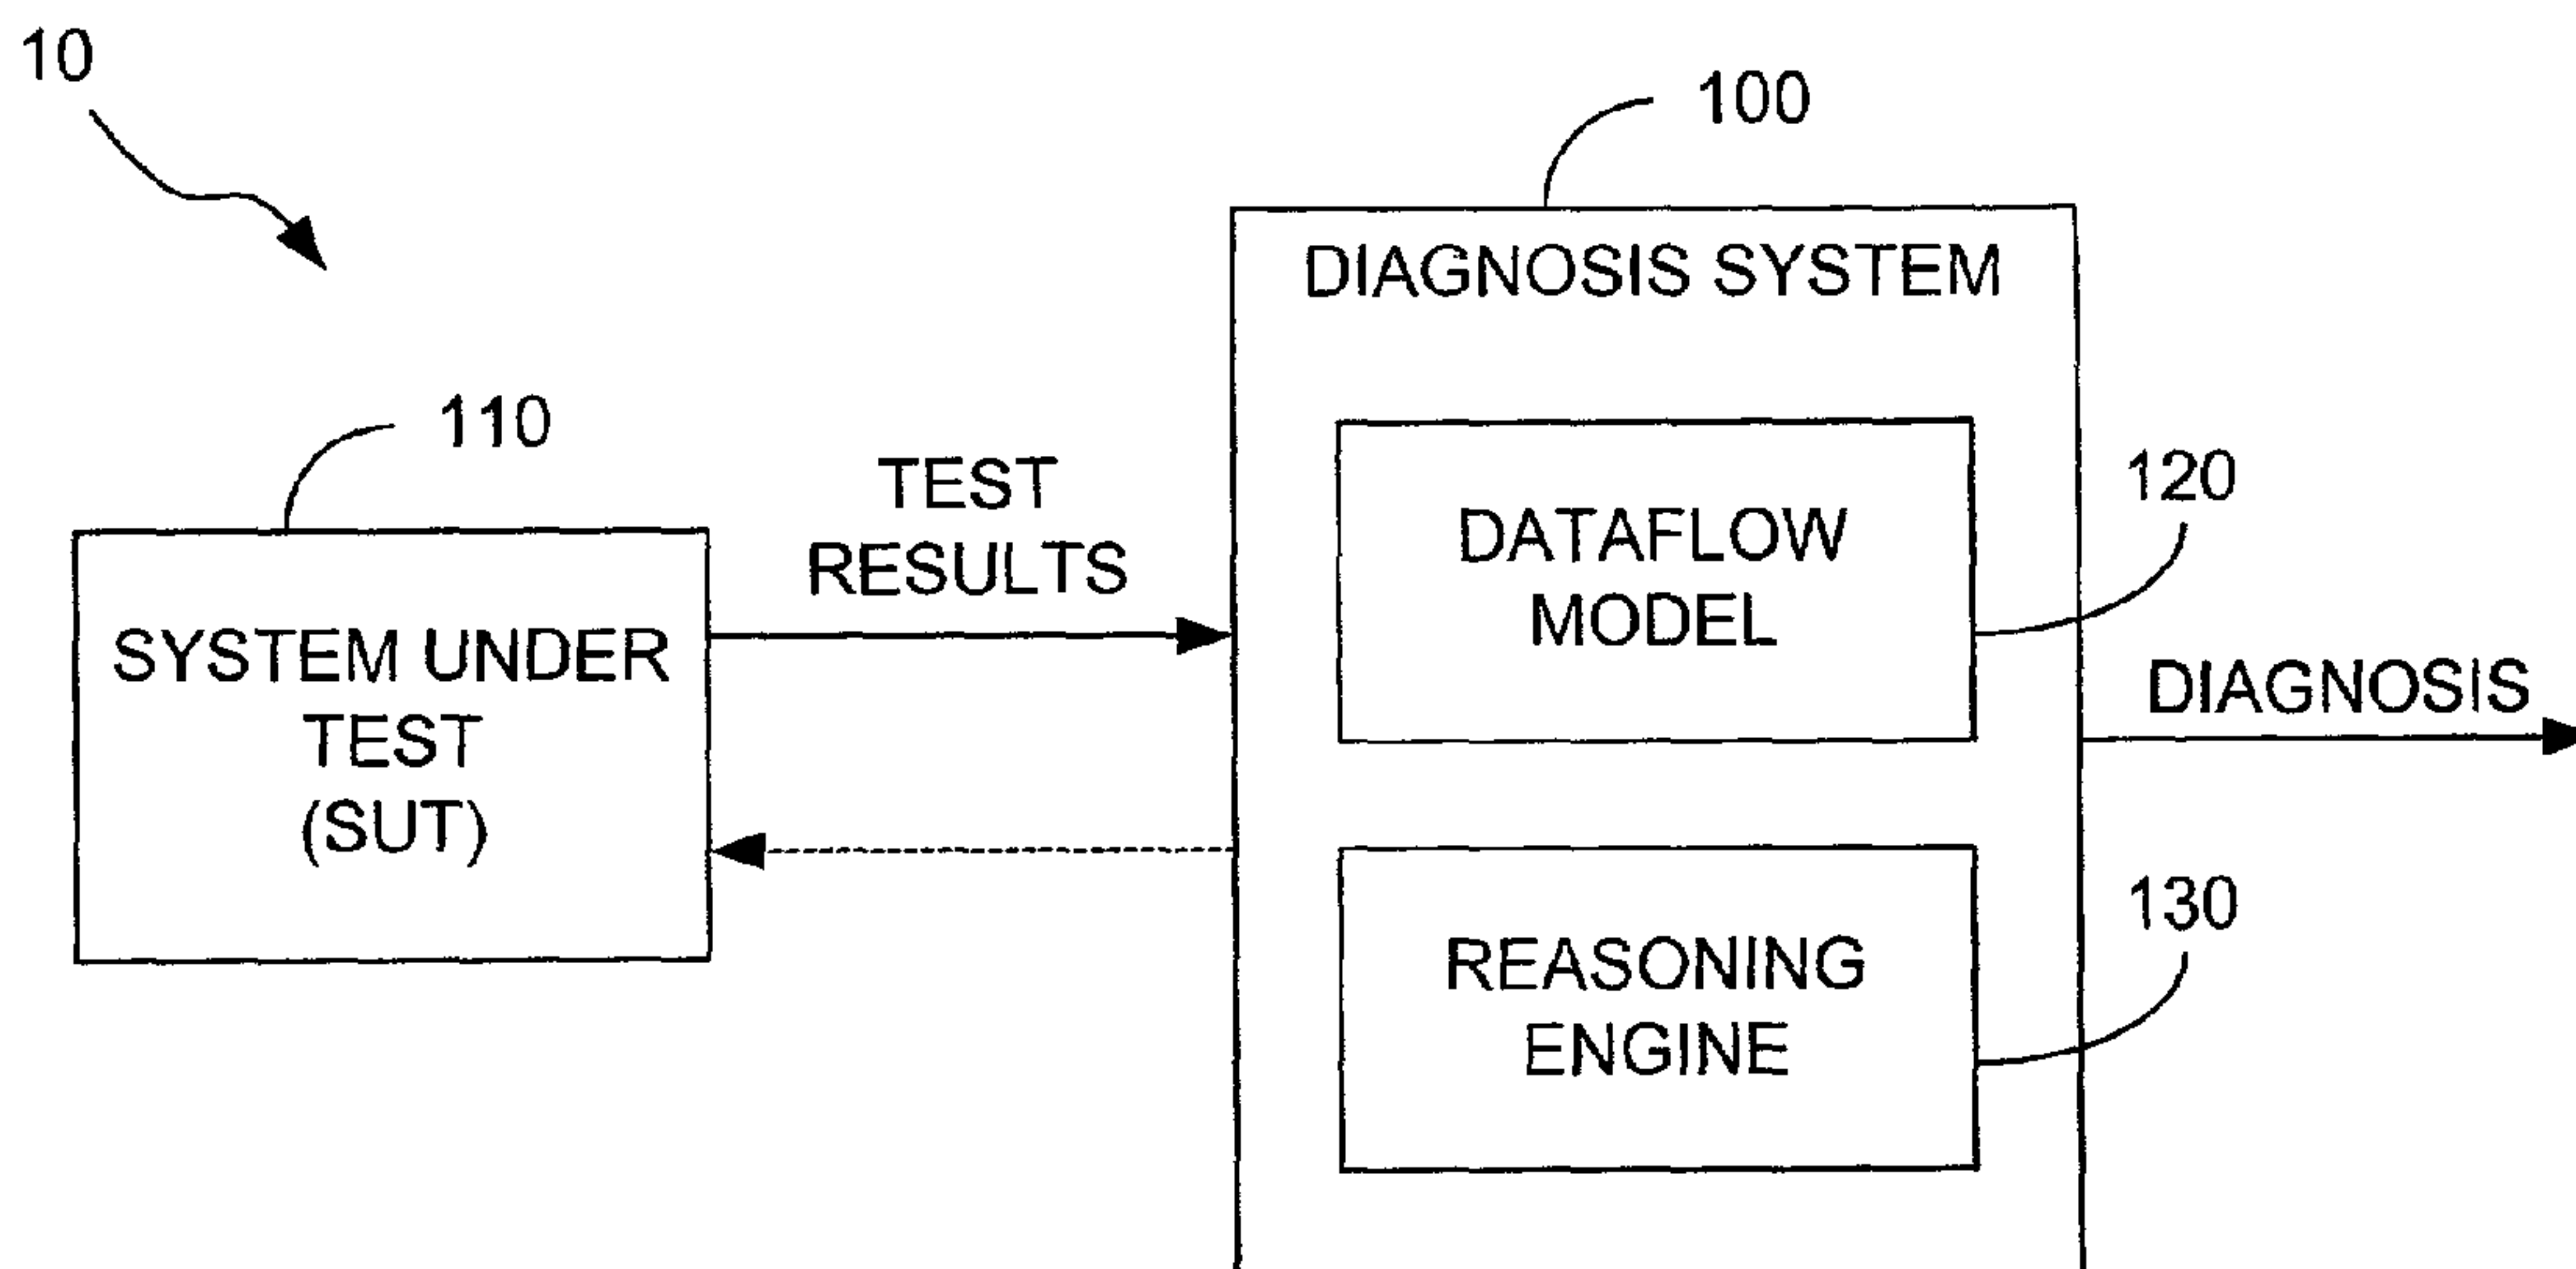 10
100
DIAGNOSIS SYSTEM
110
TEST
RESULTS
SYSTEM UNDER
TEST
(SUT)
DATAFLOW
MODEL
120
DIAGNOSIS
REASONING
ENGINE
130